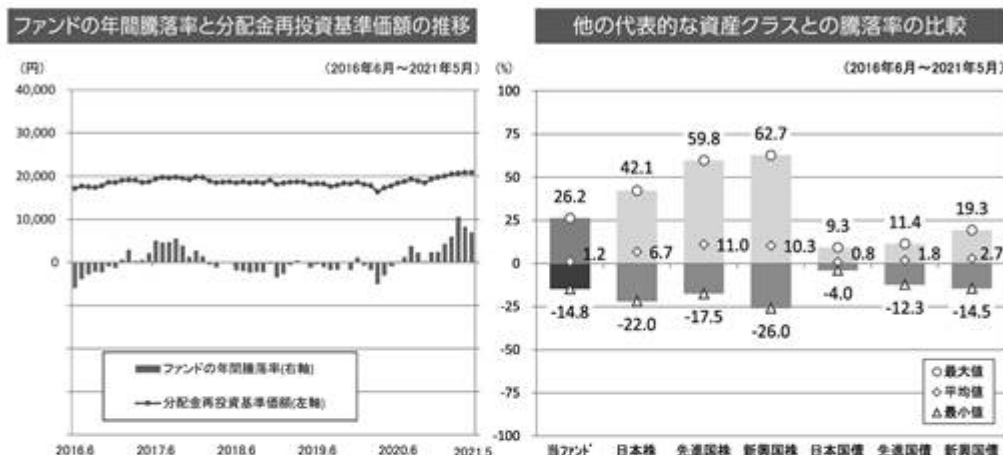 ファンドの年間騰落率と分配金再投資基準価額の推移
(円)
(2016年6月～2021年5月)
40,000
30,000
20,000
10,000
0
ファンドの年間騰落率(右軸)
分配金再投資基準価額(左軸)
2016.6 2017.6 2018.6 2019.6 2020.6 2021.5
他の代表的な資産クラスとの騰落率の比較
(%)
(2016年6月～2021年5月)
100
75
50
25
0
-25
-50
-75
-100
26.2 42.1 59.8 62.7 9.3 11.4 19.3
1.2 6.7 11.0 10.3 0.8 1.8 2.7
-14.8 -22.0 -17.5 -26.0 -4.0 -12.3 -14.5
最大値
平均値
最小値
当ファンド 日本株 先進国株 新興国株 日本国債 先進国債 新興国債